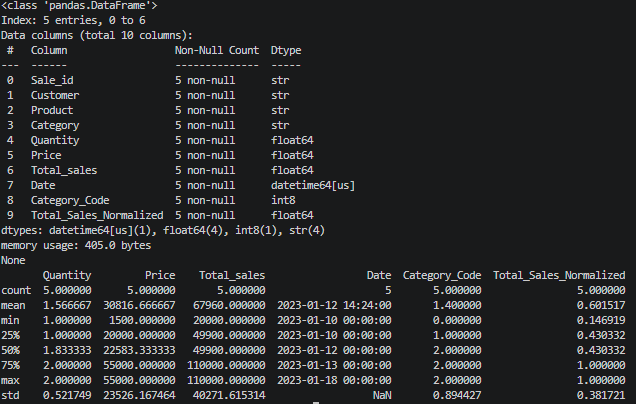 <class 'pandas.DataFrame'>
Index: 5 entries, 0 to 6
Data columns (total 10 columns):
 #   Column                  Non-Null Count  Dtype
---  ------                  --------------  -----
 0   Sale_id                 5 non-null      str
 1   Customer                5 non-null      str
 2   Product                 5 non-null      str
 3   Category                5 non-null      str
 4   Quantity                5 non-null      float64
 5   Price                   5 non-null      float64
 6   Total_sales             5 non-null      float64
 7   Date                    5 non-null      datetime64[us]
 8   Category_Code           5 non-null      int8
 9   Total_Sales_Normalized  5 non-null      float64
dtypes: datetime64[us](1), float64(4), int8(1), str(4)
memory usage: 405.0 bytes
None
       Quantity         Price    Total_sales                 Date  Category_Code  Total_Sales_Normalized
count  5.000000      5.000000       5.000000                    5       5.000000                5.000000
mean   1.566667  30816.666667   67960.000000  2023-01-12 14:24:00       1.400000                0.601517
min    1.000000   1500.000000   20000.000000  2023-01-10 00:00:00       0.000000                0.146919
25%    1.000000  20000.000000   49900.000000  2023-01-10 00:00:00       1.000000                0.430332
50%    1.833333  22583.333333   49900.000000  2023-01-12 00:00:00       2.000000                0.430332
75%    2.000000  55000.000000  110000.000000  2023-01-13 00:00:00       2.000000                1.000000
max    2.000000  55000.000000  110000.000000  2023-01-18 00:00:00       2.000000                1.000000
std    0.521749  23526.167464   40271.615314                  NaN       0.894427                0.381721